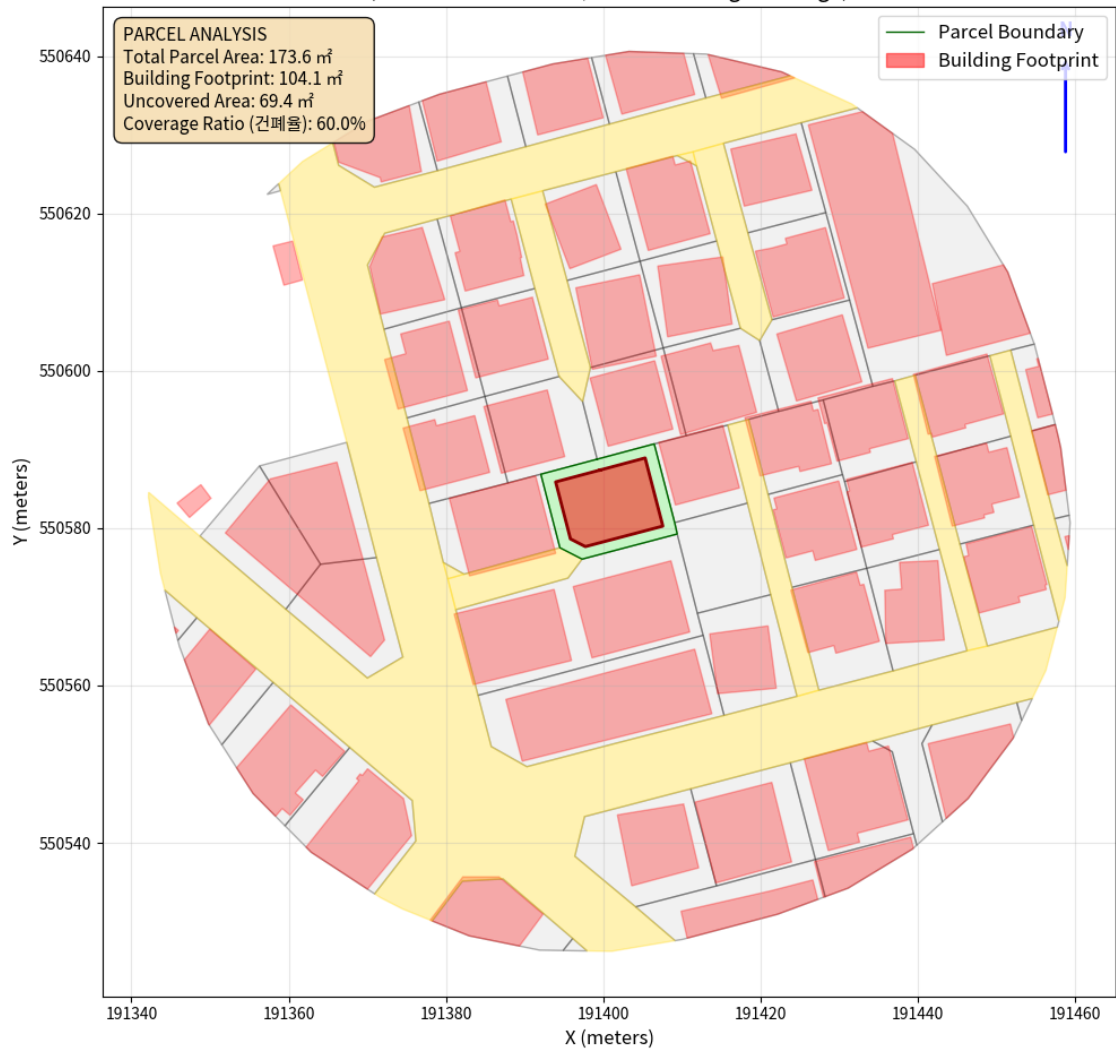 PARCEL ANALYSIS
Total Parcel Area: 173.6 ㎡
Building Footprint: 104.1 ㎡
Uncovered Area: 69.4 ㎡
Coverage Ratio (건폐율): 60.0%
N
Parcel Boundary
Building Footprint
550640
550620
550600
550580
550560
550540
Y (meters)
191340 191360 191380 191400 191420 191440 191460
X (meters)